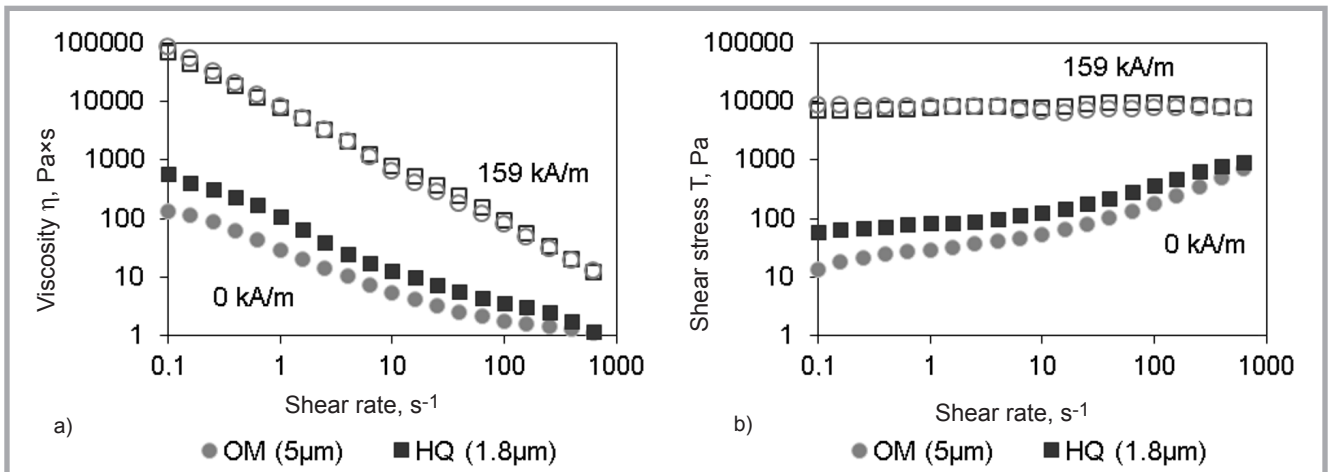 Viscosity η, Pa×s
100000
10000
1000
100
10
1
159 kA/m
0 kA/m
0.1 1 10 100 1000
Shear rate, s-1
a)
OM (5µm) HQ (1.8µm)
Shear stress T, Pa
100000
10000
1000
100
10
1
159 kA/m
0 kA/m
0.1 1 10 100 1000
Shear rate, s-1
b)
OM (5µm) HQ (1.8µm)